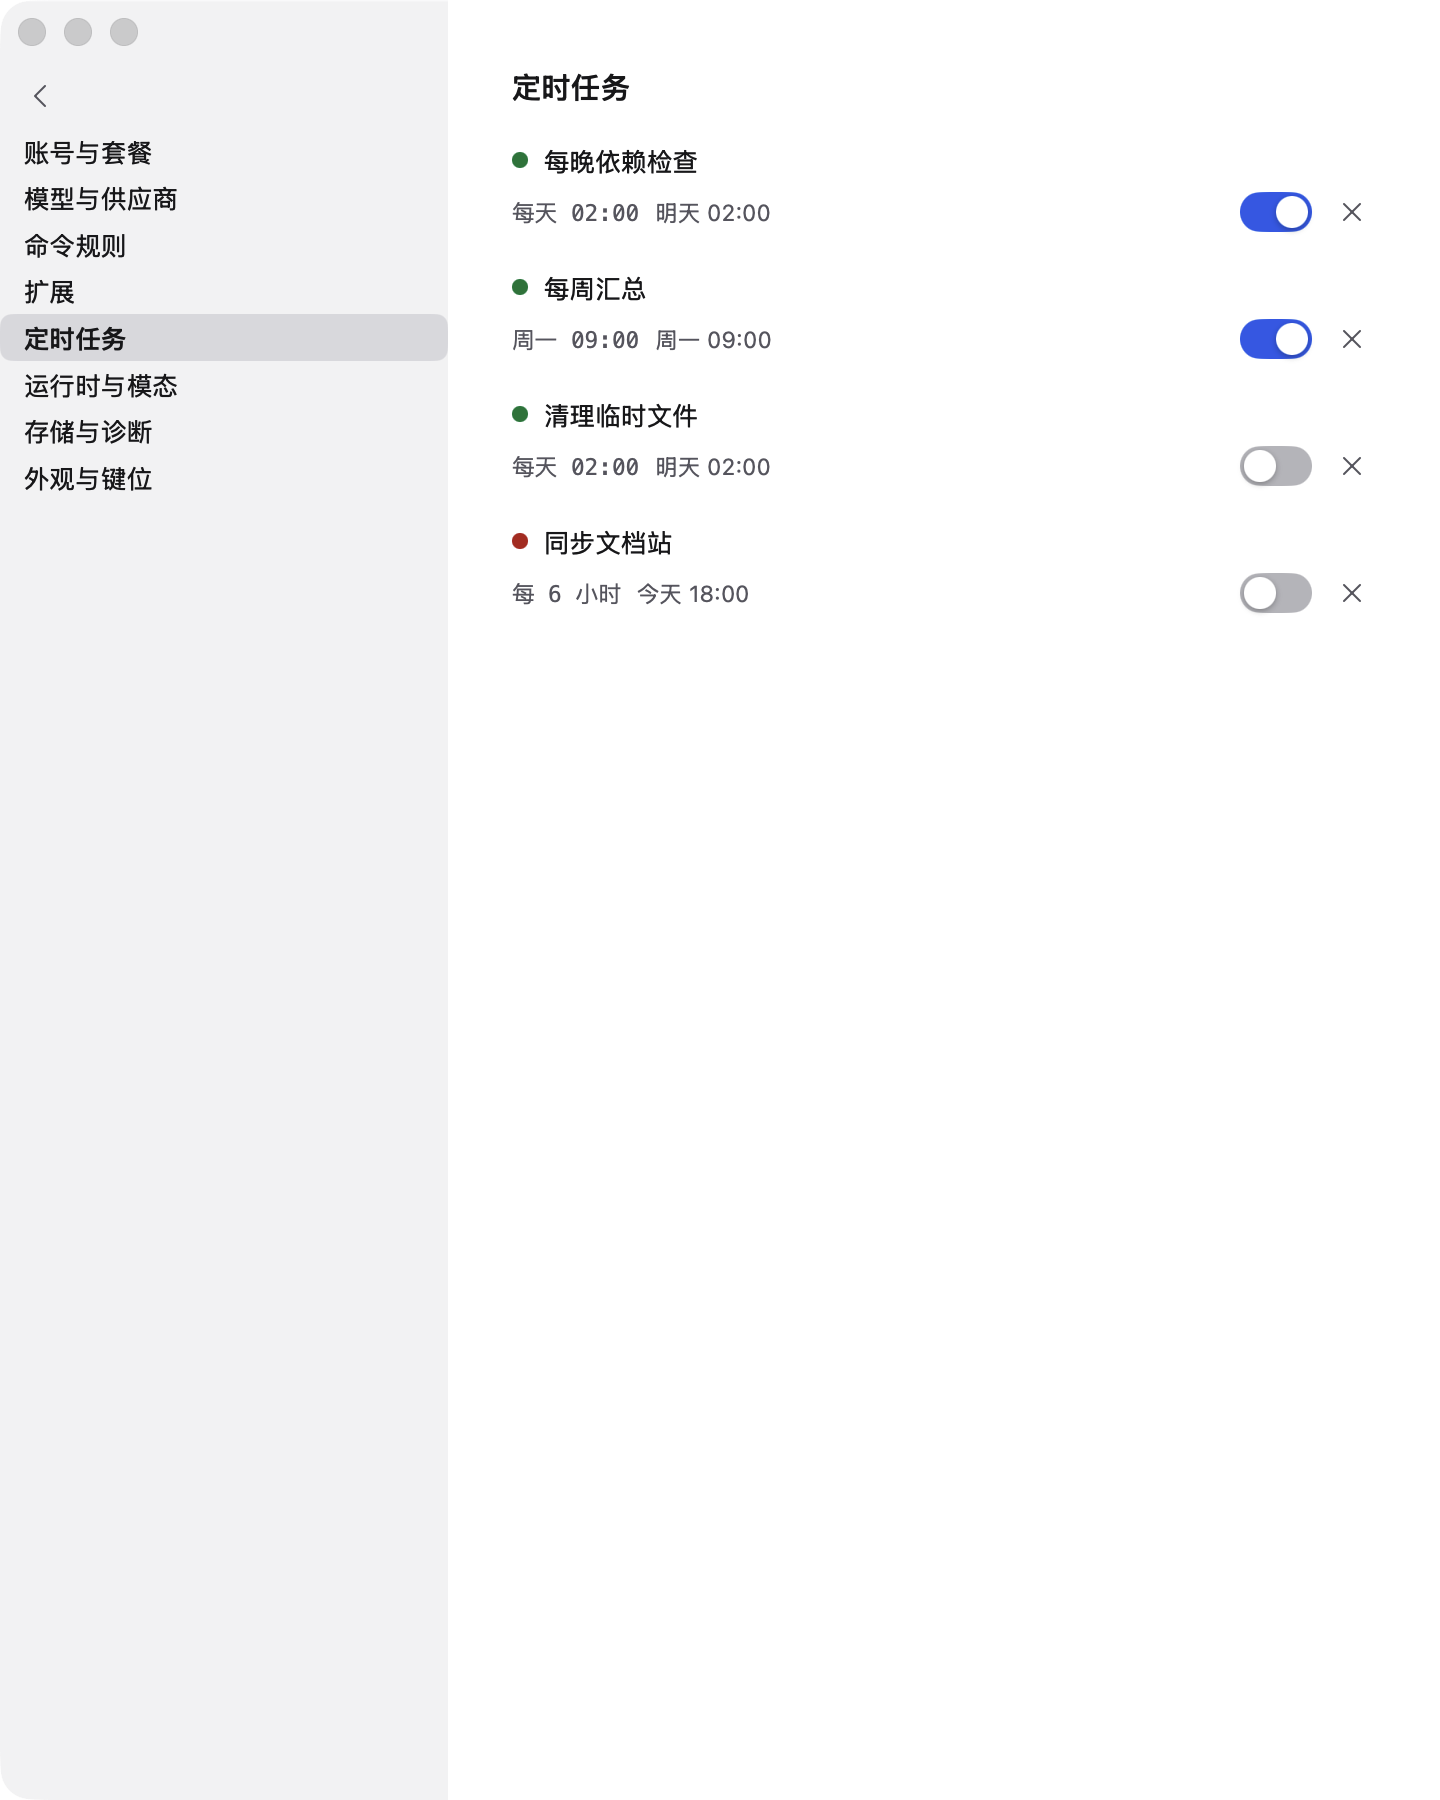 账号与套餐
模型与供应商
命令规则
扩展
定时任务
运行时与模态
存储与诊断
外观与键位
定时任务
每晚依赖检查
每天 02:00 明天 02:00
每周汇总
周一 09:00 周一 09:00
清理临时文件
每天 02:00 明天 02:00
同步文档站
每 6 小时 今天 18:00